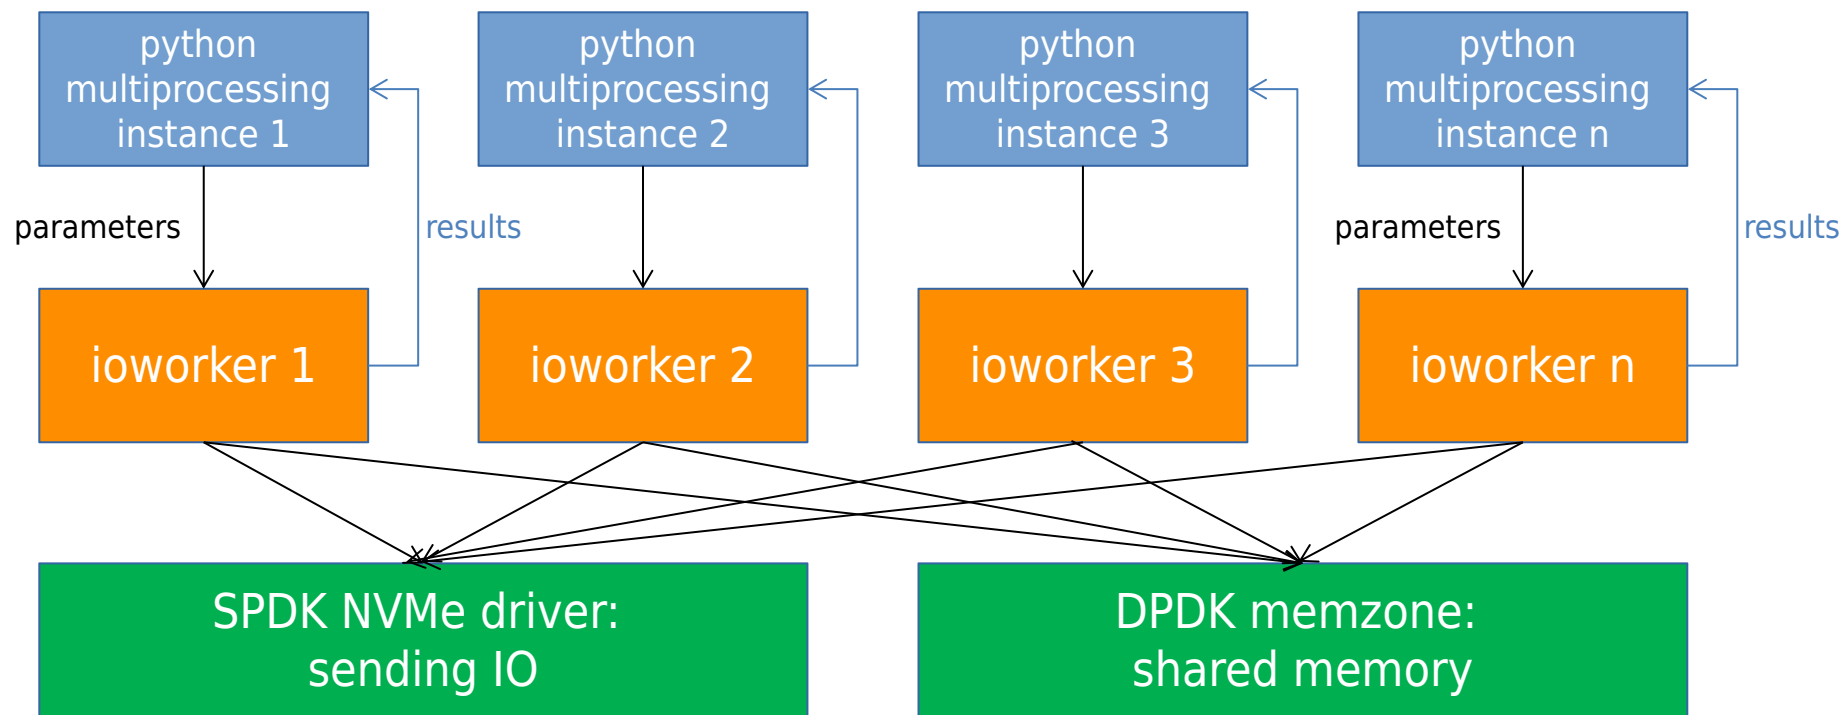 python
multiprocessing
instance 1
python
multiprocessing
instance 2
python
multiprocessing
instance 3
python
multiprocessing
instance n
parameters
results
parameters
results
ioworker 1
ioworker 2
ioworker 3
ioworker n
SPDK NVMe driver:
sending IO
DPDK memzone:
shared memory